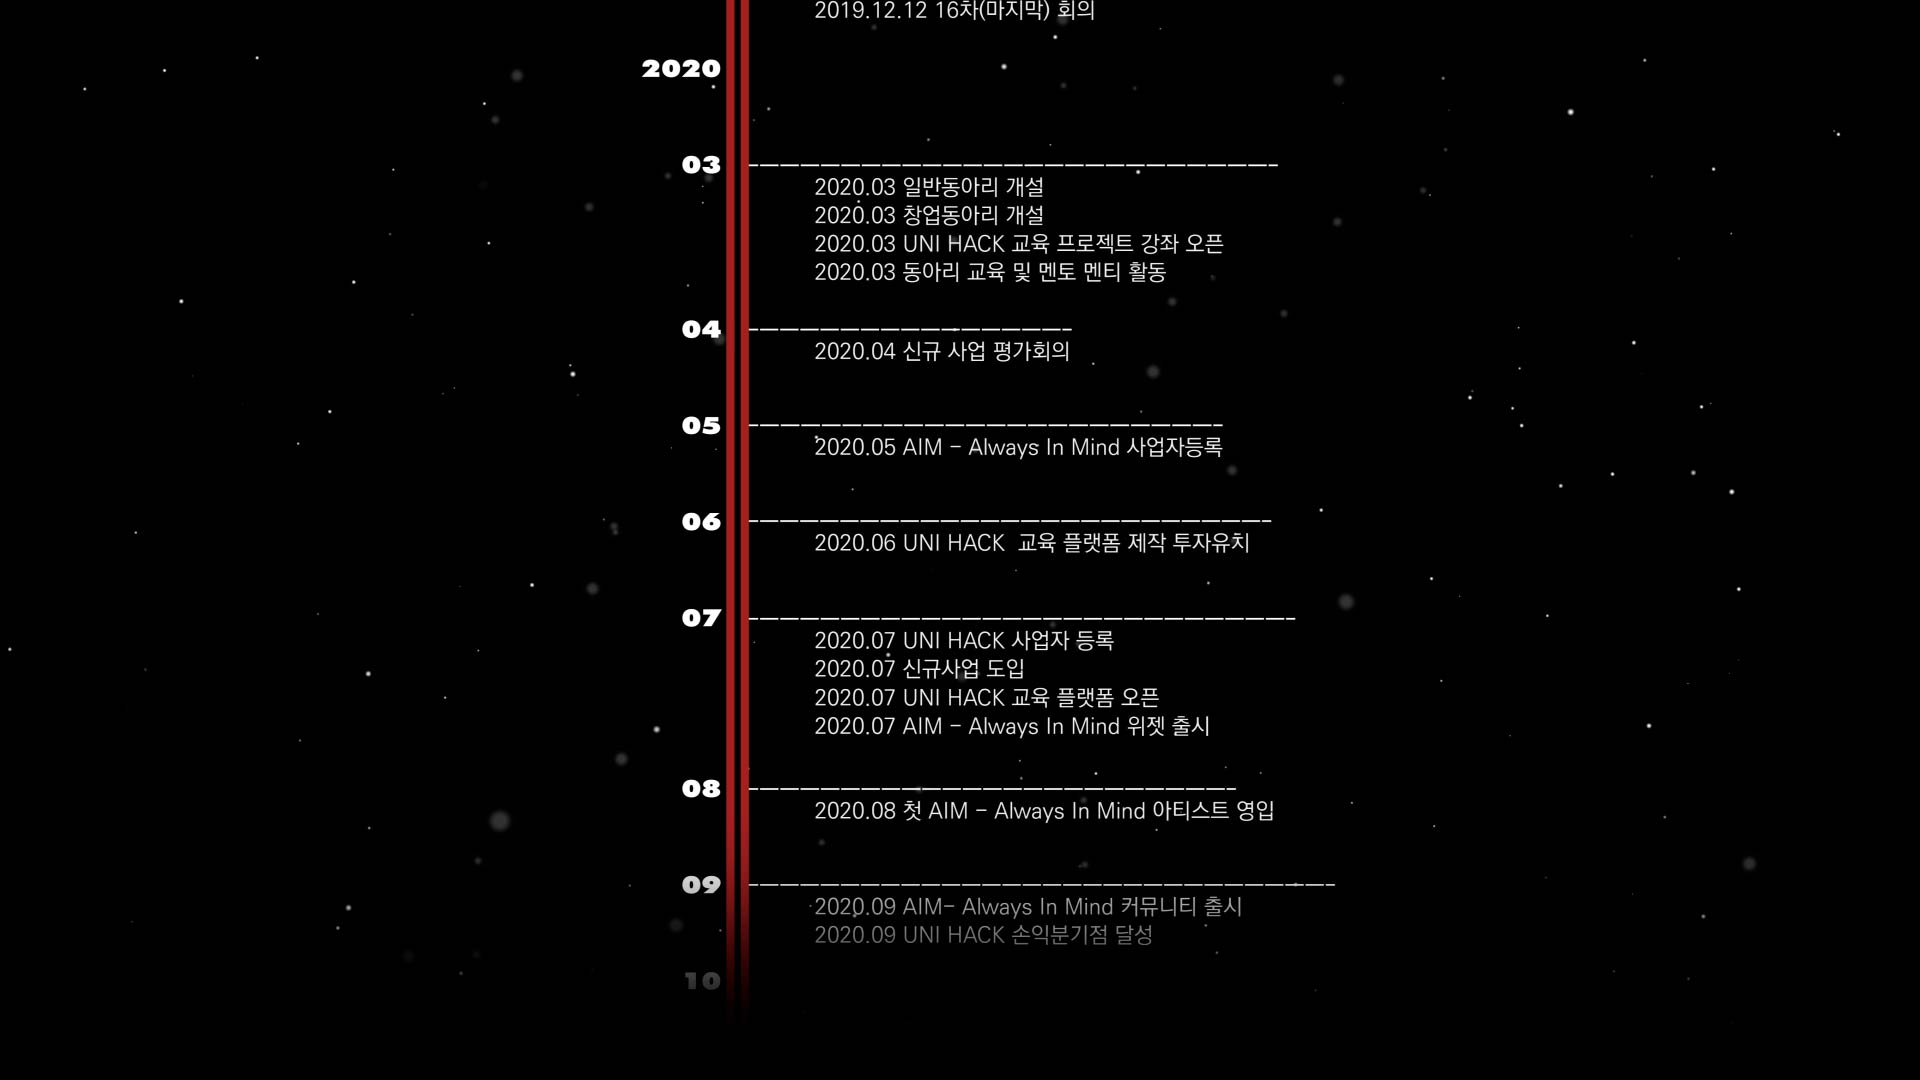 2019.12.12 16차(마지막) 회의
2020
03
2020.03 일반동아리 개설
2020.03 창업동아리 개설
2020.03 UNI HACK 교육 프로젝트 강좌 오픈
2020.03 동아리 교육 및 멘토 멘티 활동
04
2020.04 신규 사업 평가회의
05
2020.05 AIM - Always In Mind 사업자등록
06
2020.06 UNI HACK  교육 플랫폼 제작 투자유치
07
2020.07 UNI HACK 사업자 등록
2020.07 신규사업 도입
2020.07 UNI HACK 교육 플랫폼 오픈
2020.07 AIM - Always In Mind 위젯 출시
08
2020.08 첫 AIM - Always In Mind 아티스트 영입
09
2020.09 AIM- Always In Mind 커뮤니티 출시
2020.09 UNI HACK 손익분기점 달성
10